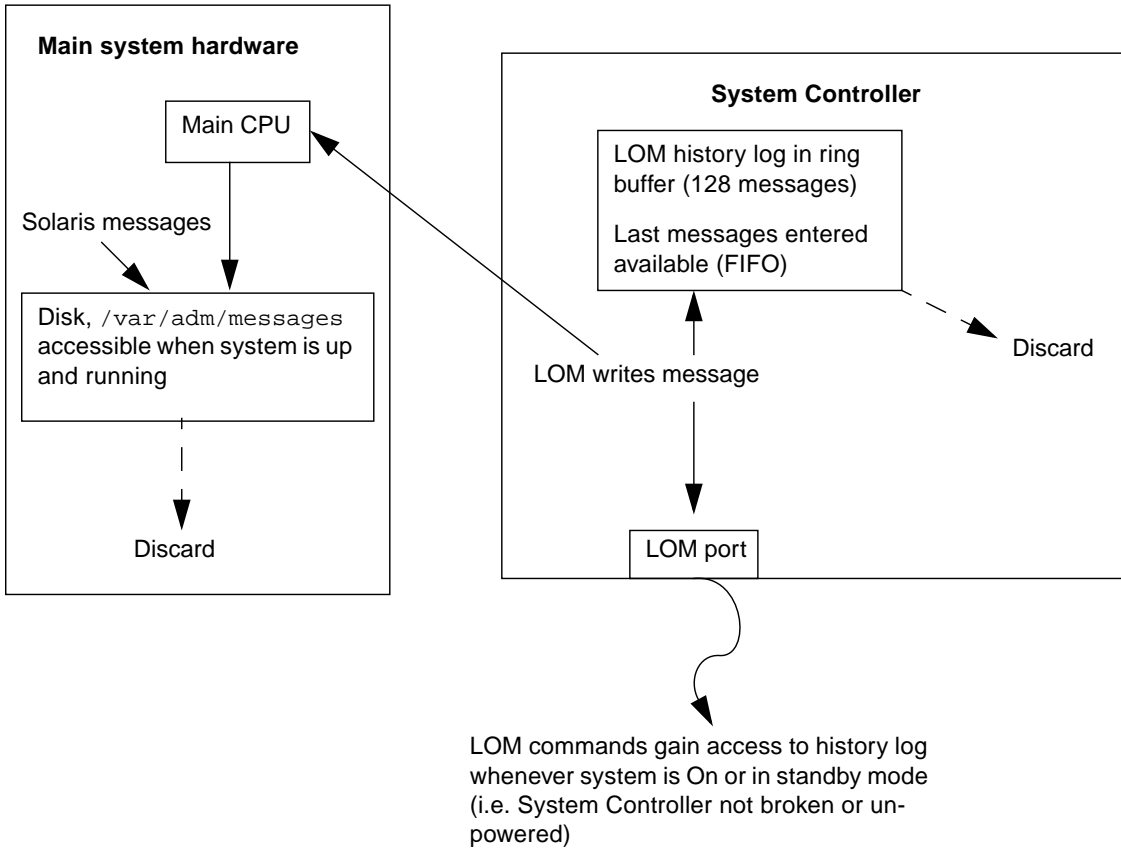 Main system hardware
Main CPU
Solaris messages
Disk, /var/adm/messages
accessible when system is up
and running
Discard
System Controller
LOM history log in ring
buffer (128 messages)
Last messages entered
available (FIFO)
Discard
LOM writes message
LOM port
LOM commands gain access to history log
whenever system is On or in standby mode
(i.e. System Controller not broken or un-
powered)